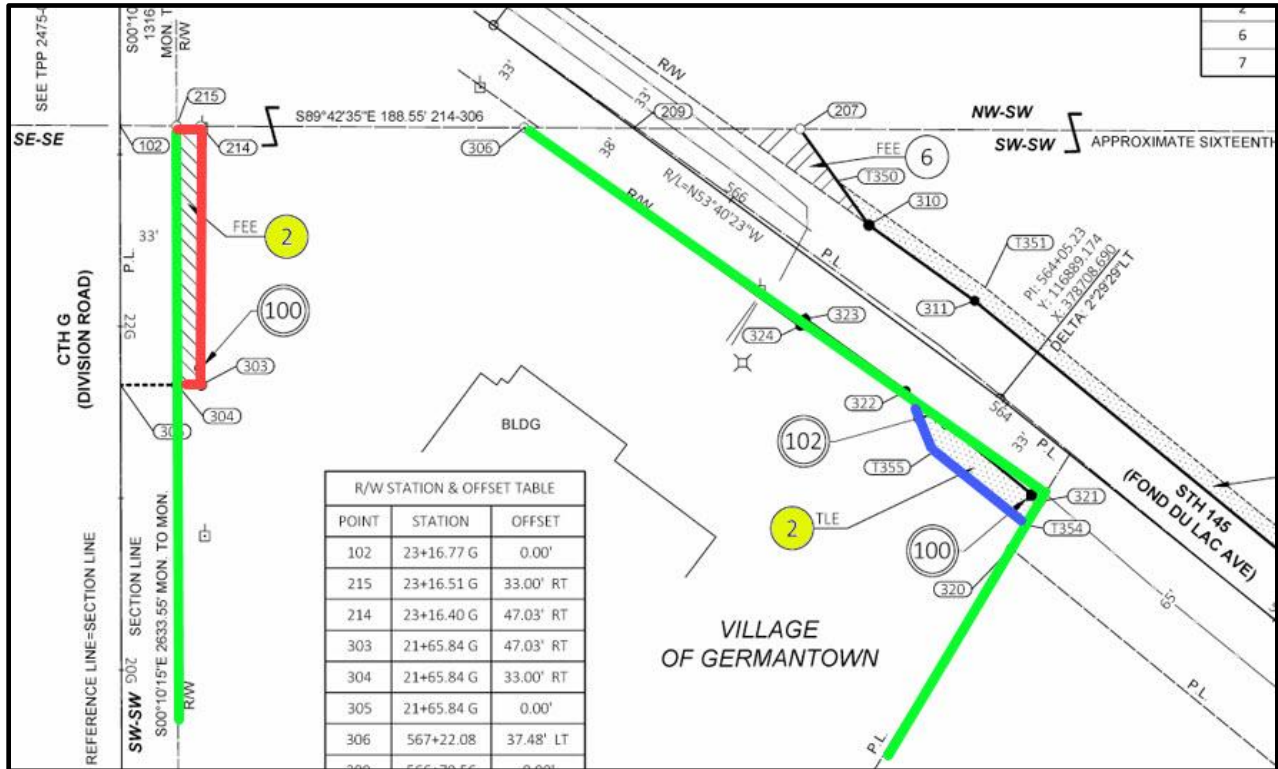 SEE TPP 2475-
S00°10
1316
MON. T
R/W
2
6
7
215
33'
R/W
33'
209
207
NW-SW
S89°42'35"E 188.55' 214-306
SE-SE
102
214
306
38'
FEE
6
SW-SW
APPROXIMATE SIXTEENTH
T350
566
R/W
R/L=N53°40'23"W
310
FEE
2
33'
P.L.
P.L.
T351
PI: 564+05.23
Y: 116889.174
X: 378708.690
DELTA: 2°29'29"LT
100
311
CTH G
(DIVISION ROAD)
22G
323
324
303
304
322
564
33'
P.L.
BLDG
102
T355
STH 145
(FOND DU LAC AVE)
321
2
TLE
T354
100
320
65'
REFERENCE LINE=SECTION LINE
SECTION LINE
20G
SW-SW
S00°10'15"E 2633.55' MON. TO MON.
R/W
VILLAGE
OF GERMANTOWN
P.L.
P.L.
R/W STATION & OFFSET TABLE
POINT STATION OFFSET
102 23+16.77 G 0.00'
215 23+16.51 G 33.00' RT
214 23+16.40 G 47.03' RT
303 21+65.84 G 47.03' RT
304 21+65.84 G 33.00' RT
305 21+65.84 G 0.00'
306 567+22.08 37.48' LT